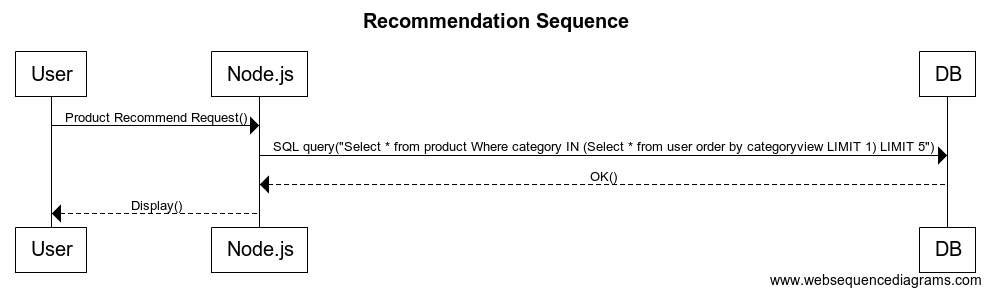 Recommendation Sequence
User Node.js DB
Product Recommend Request()
SQL query("Select * from product Where category IN (Select * from user order by categoryview LIMIT 1) LIMIT 5")
OK()
Display()
User Node.js DB
www.websequencediagrams.com